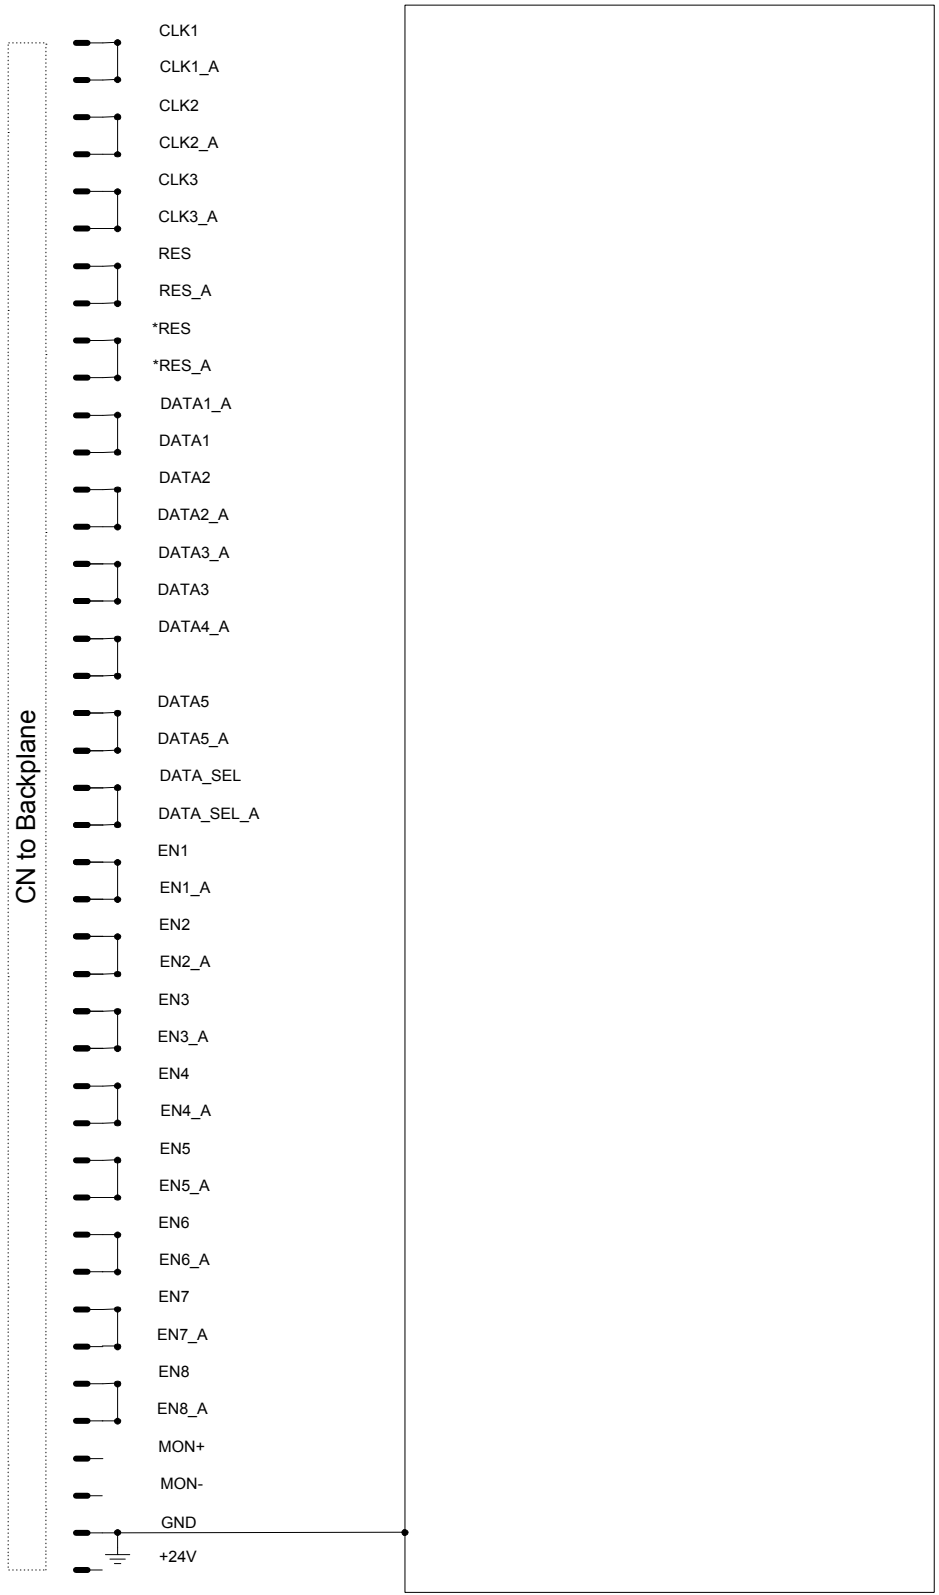 CLK1
CLK1_A
CLK2
CLK2_A
CLK3
CLK3_A
RES
RES_A
*RES
*RES_A
DATA1_A
DATA1
DATA2
DATA2_A
DATA3_A
DATA3
DATA4_A
DATA5
DATA5_A
DATA_SEL
DATA_SEL_A
EN1
EN1_A
EN2
EN2_A
EN3
EN3_A
EN4
EN4_A
EN5
EN5_A
EN6
EN6_A
EN7
EN7_A
EN8
EN8_A
MON+
MON-
GND
+24V
CN to Backplane